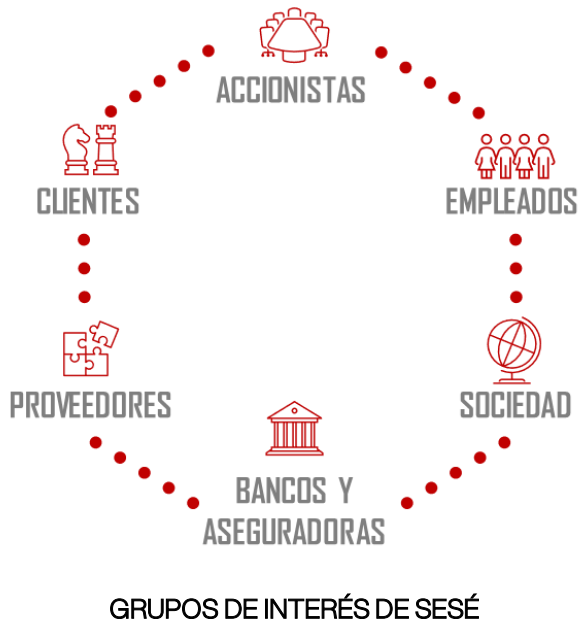 ACCIONISTAS
CLIENTES
EMPLEADOS
PROVEEDORES
SOCIEDAD
BANCOS Y
ASEGURADORAS
GRUPOS DE INTERÉS DE SESÉ